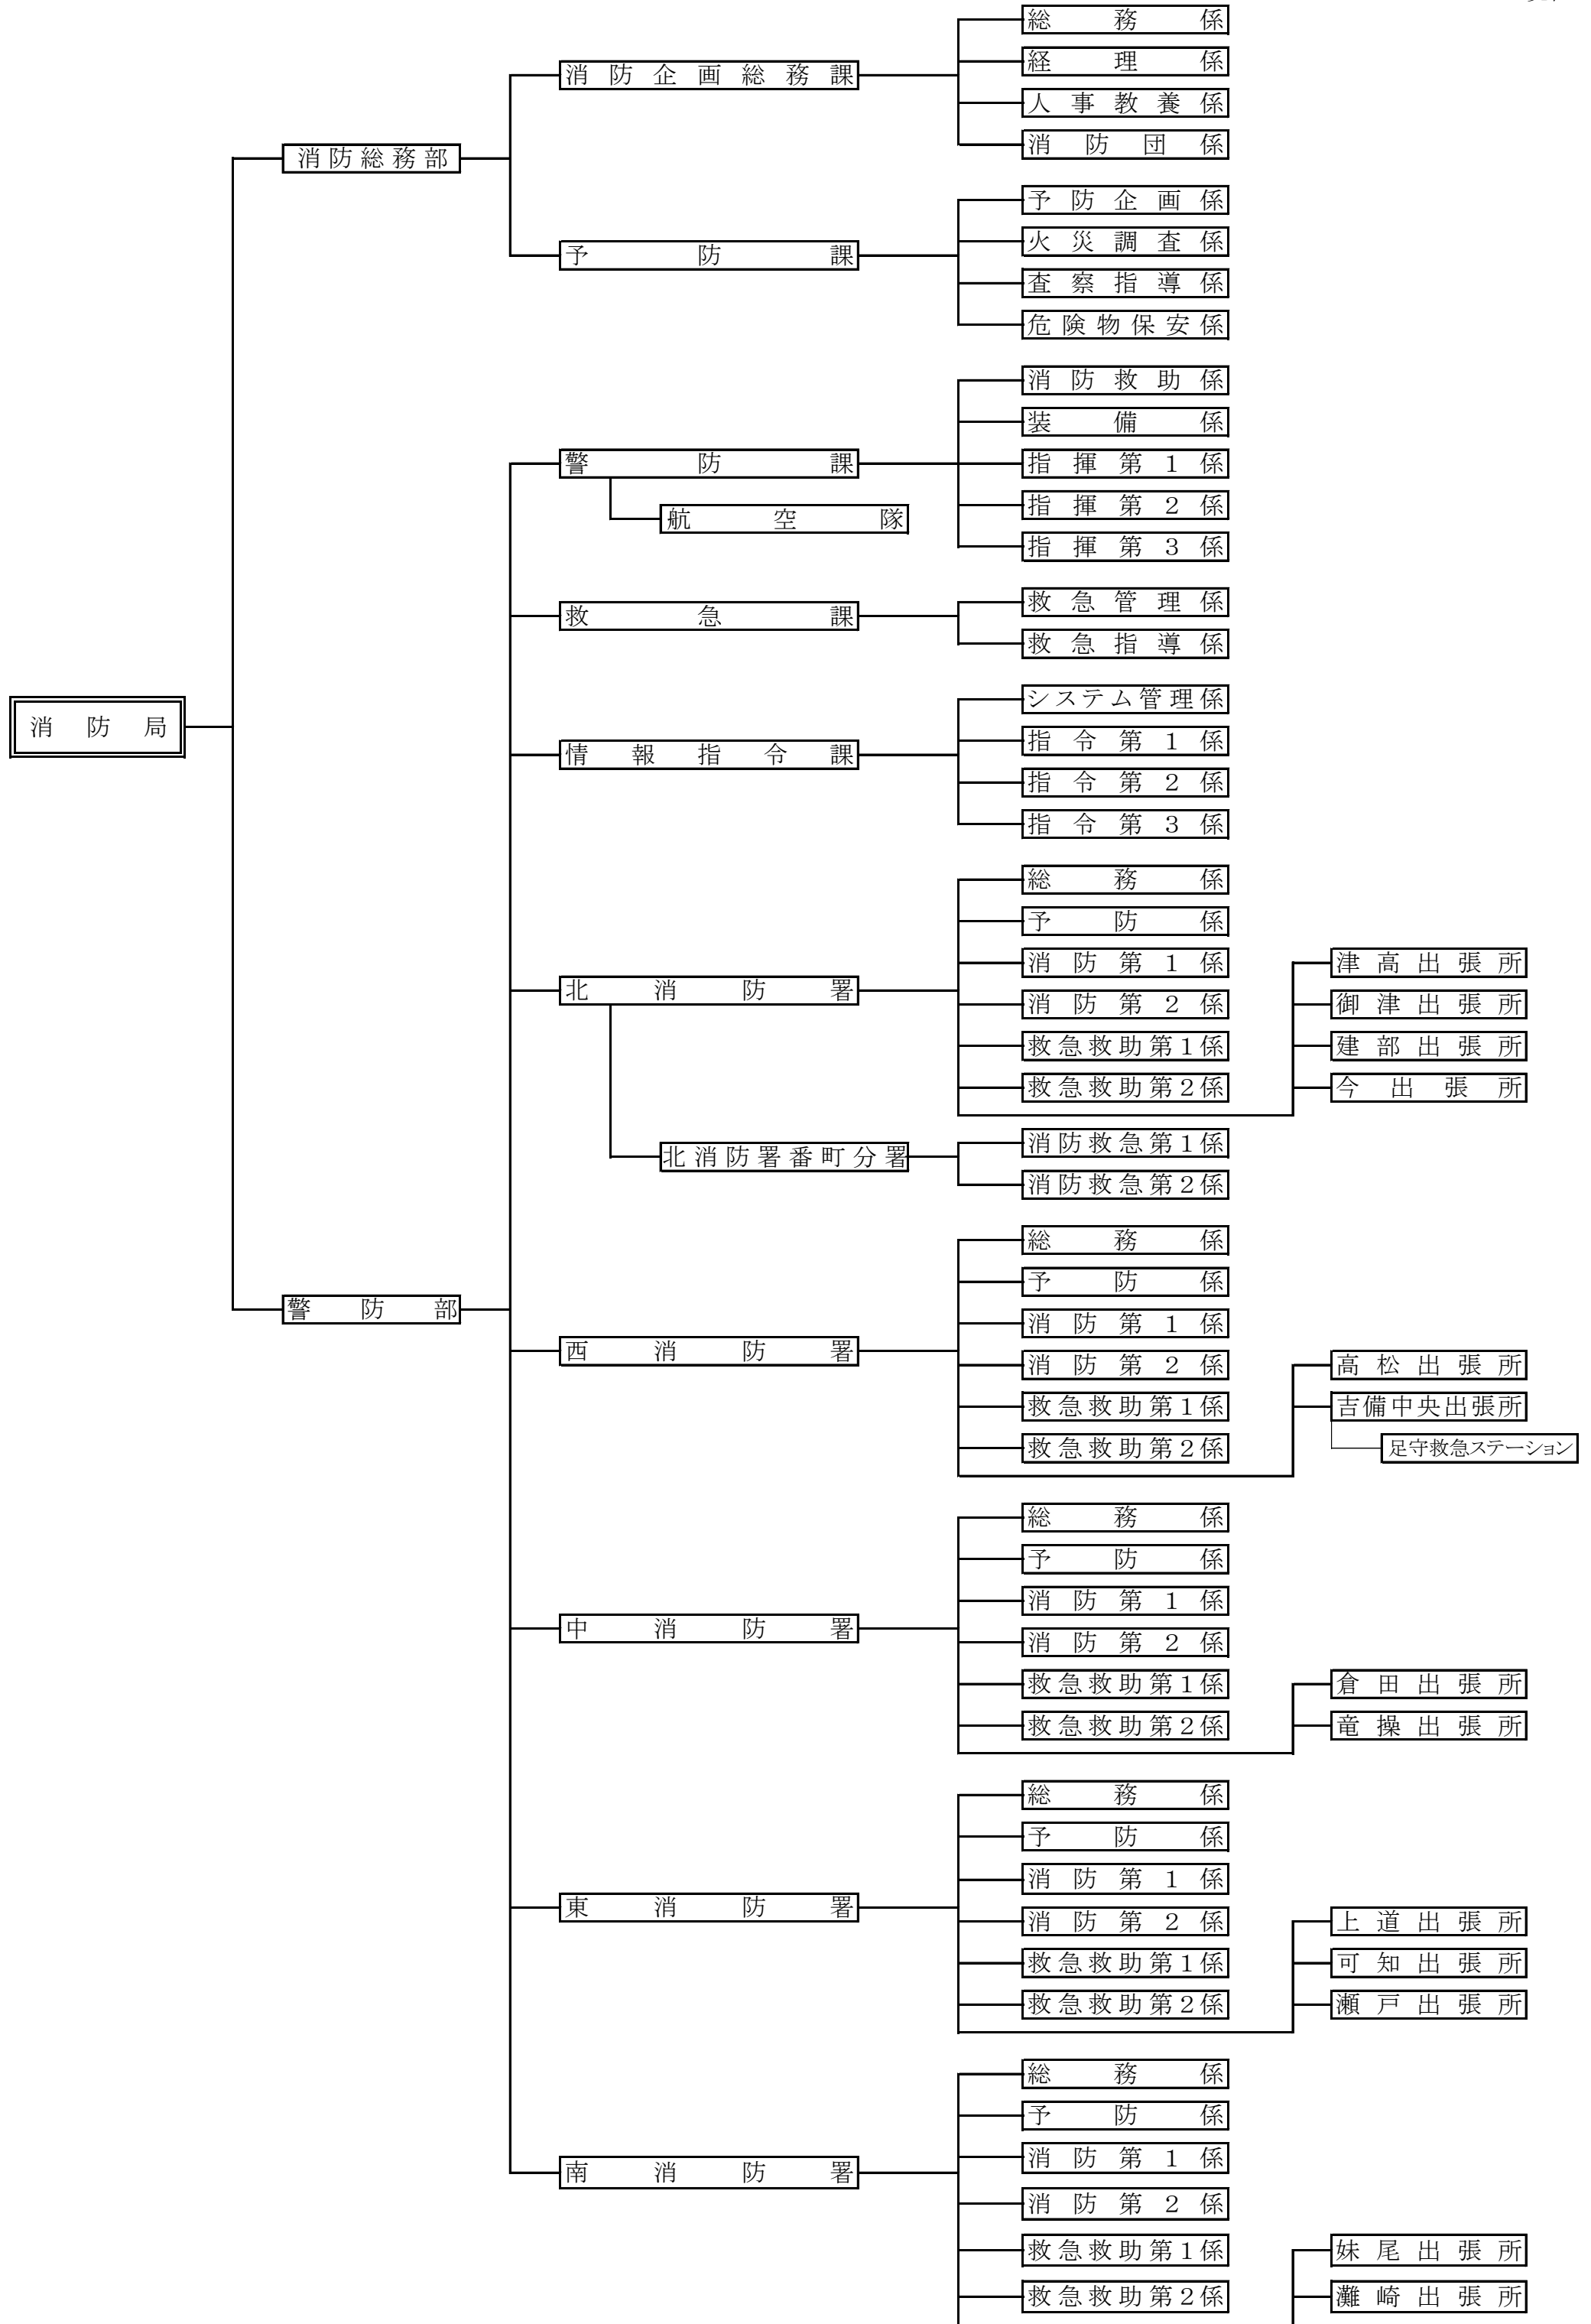 総務係
消防企画総務課
経理係
人事教養係
消防総務部
消防団係
予防企画係
予防課
火災調査係
査察指導係
危険物保安係
消防救助係
装備係
警防課
指揮第１係
航空隊
指揮第２係
指揮第３係
救急課
救急管理係
救急指導係
消防局
システム管理係
情報指令課
指令第１係
指令第２係
指令第３係
総務係
予防係
北消防署
消防第１係
津高出張所
消防第２係
御津出張所
救急救助第１係
建部出張所
救急救助第２係
今出張所
北消防署番町分署
消防救急第１係
消防救急第２係
総務係
警防部
予防係
消防第１係
西消防署
消防第２係
高松出張所
救急救助第１係
吉備中央出張所
救急救助第２係
足守救急ステーション
総務係
予防係
消防第１係
中消防署
消防第２係
救急救助第１係
倉田出張所
救急救助第２係
竜操出張所
総務係
予防係
消防第１係
東消防署
消防第２係
上道出張所
救急救助第１係
可知出張所
救急救助第２係
瀬戸出張所
総務係
予防係
消防第１係
南消防署
消防第２係
救急救助第１係
妹尾出張所
救急救助第２係
灘崎出張所